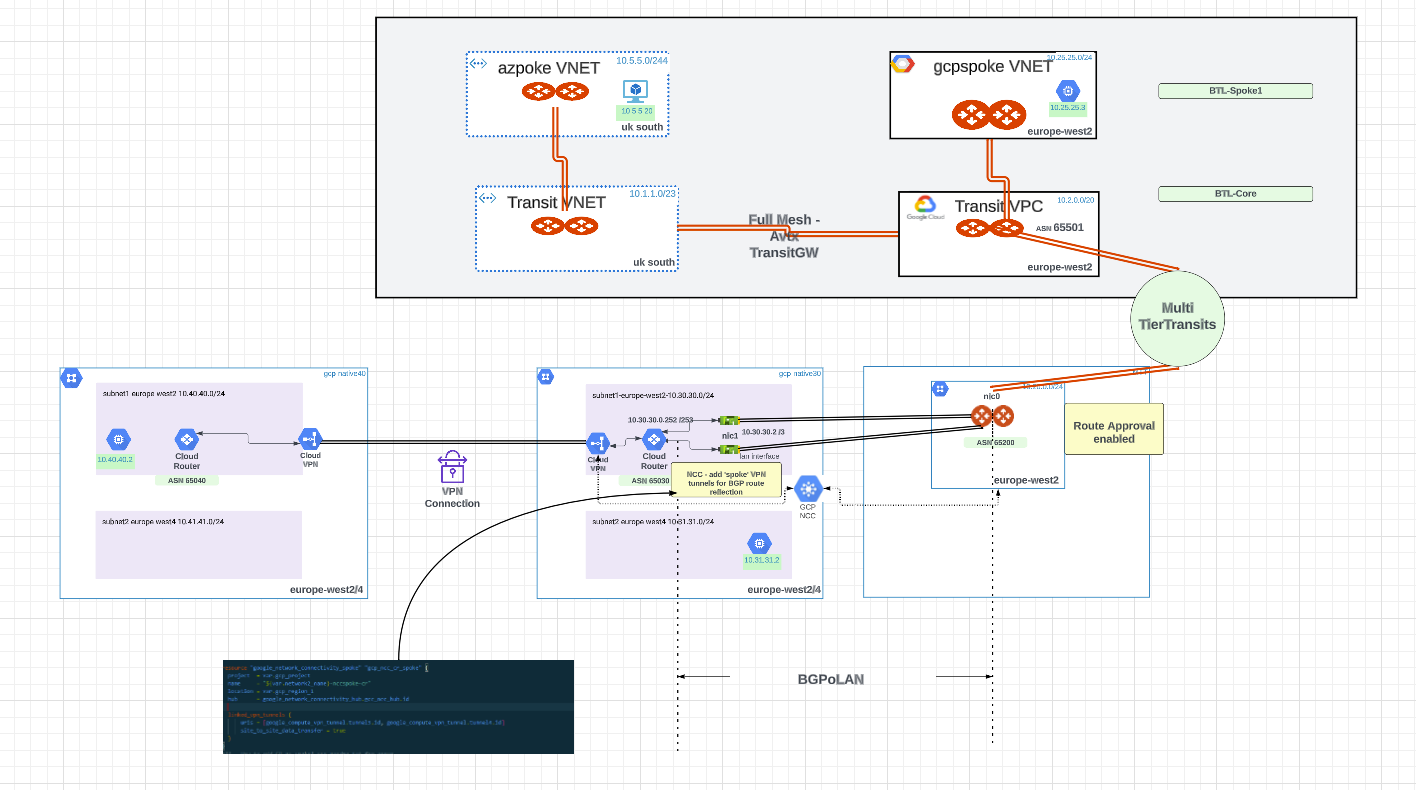 azpoke VNET
10.5.5.0/244
10.5.5.20
uk south
gcpspoke VNET
10.25.25.0/24
10.25.25.3
europe-west2
BTL-Spoke1
Transit VNET
10.1.1.0/23
uk south
Full Mesh -
Avtx
TransitGW
Google Cloud
Transit VPC
10.2.0.0/20
ASN 65501
europe-west2
BTL-Core
Multi
TierTransits
gcp native40
subnet1 europe west2 10.40.40.0/24
10.40.40.2
Cloud
Router
ASN 65040
Cloud
VPN
subnet2 europe west4 10.41.41.0/24
europe-west2/4
VPN
Connection
gcp native30
subnet1-europe-west2-10.30.30.0/24
10.30.30.0.252 /253
nic1
10.30.30-2 /3
lan interface
Cloud
VPN
Cloud
Router
ASN 65030
NCC - add 'spoke' VPN
tunnels for BGP route
reflection
GCP
NCC
subnet2 europe west4 10.31.31.0/24
10.31.31.2
europe-west2/4
nic0
ASN 65200
europe-west2
Route Approval
enabled
resource "google_network_connectivity_spoke" "gcp_ncc_cr_spoke" {
project = var.gcp_project
name = "${var.network2_name}-nccspoke-cr"
location = var.gcp_region_1
hub = google_network_connectivity_hub.gcp_ncc_hub.id
linked_vpn_tunnels {
uris = [google_compute_vpn_tunnel.tunnel3.id, google_compute_vpn_tunnel.tunnel4.id]
site_to_site_data_transfer = true
}
}
BGPoLAN